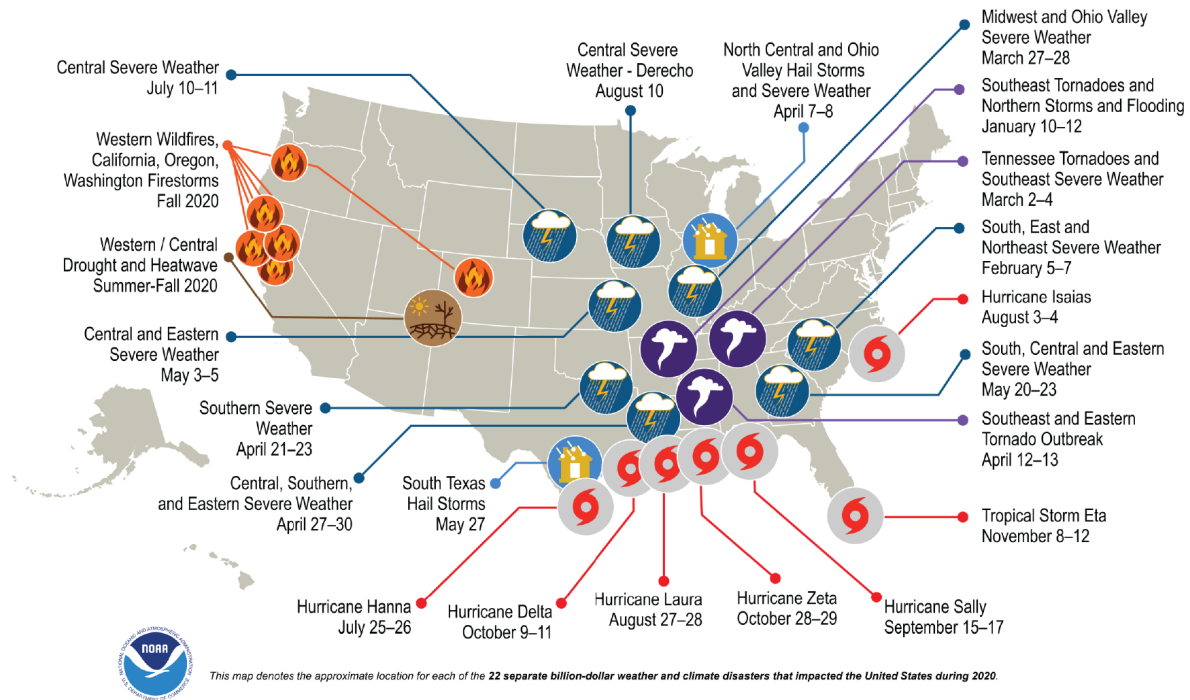 Central Severe Weather
July 10–11
Western Wildfires,
California, Oregon,
Washington Firestorms
Fall 2020
Western / Central
Drought and Heatwave
Summer-Fall 2020
Central and Eastern
Severe Weather
May 3–5
Southern Severe
Weather
April 21–23
Central, Southern,
and Eastern Severe Weather
April 27–30
South Texas
Hail Storms
May 27
Central Severe
Weather - Derecho
August 10
North Central and Ohio
Valley Hail Storms
and Severe Weather
April 7–8
Midwest and Ohio Valley
Severe Weather
March 27–28
Southeast Tornadoes and
Northern Storms and Flooding
January 10–12
Tennessee Tornadoes and
Southeast Severe Weather
March 2–4
South, East and
Northeast Severe Weather
February 5–7
Hurricane Isaias
August 3–4
South, Central and Eastern
Severe Weather
May 20–23
Southeast and Eastern
Tornado Outbreak
April 12–13
Tropical Storm Eta
November 8–12
Hurricane Hanna
July 25–26
Hurricane Delta
October 9–11
Hurricane Laura
August 27–28
Hurricane Zeta
October 28–29
Hurricane Sally
September 15–17
NATIONAL OCEANIC AND ATMOSPHERIC ADMINISTRATION
NOAA
U.S. DEPARTMENT OF COMMERCE
This map denotes the approximate location for each of the 22 separate billion-dollar weather and climate disasters that impacted the United States during 2020.